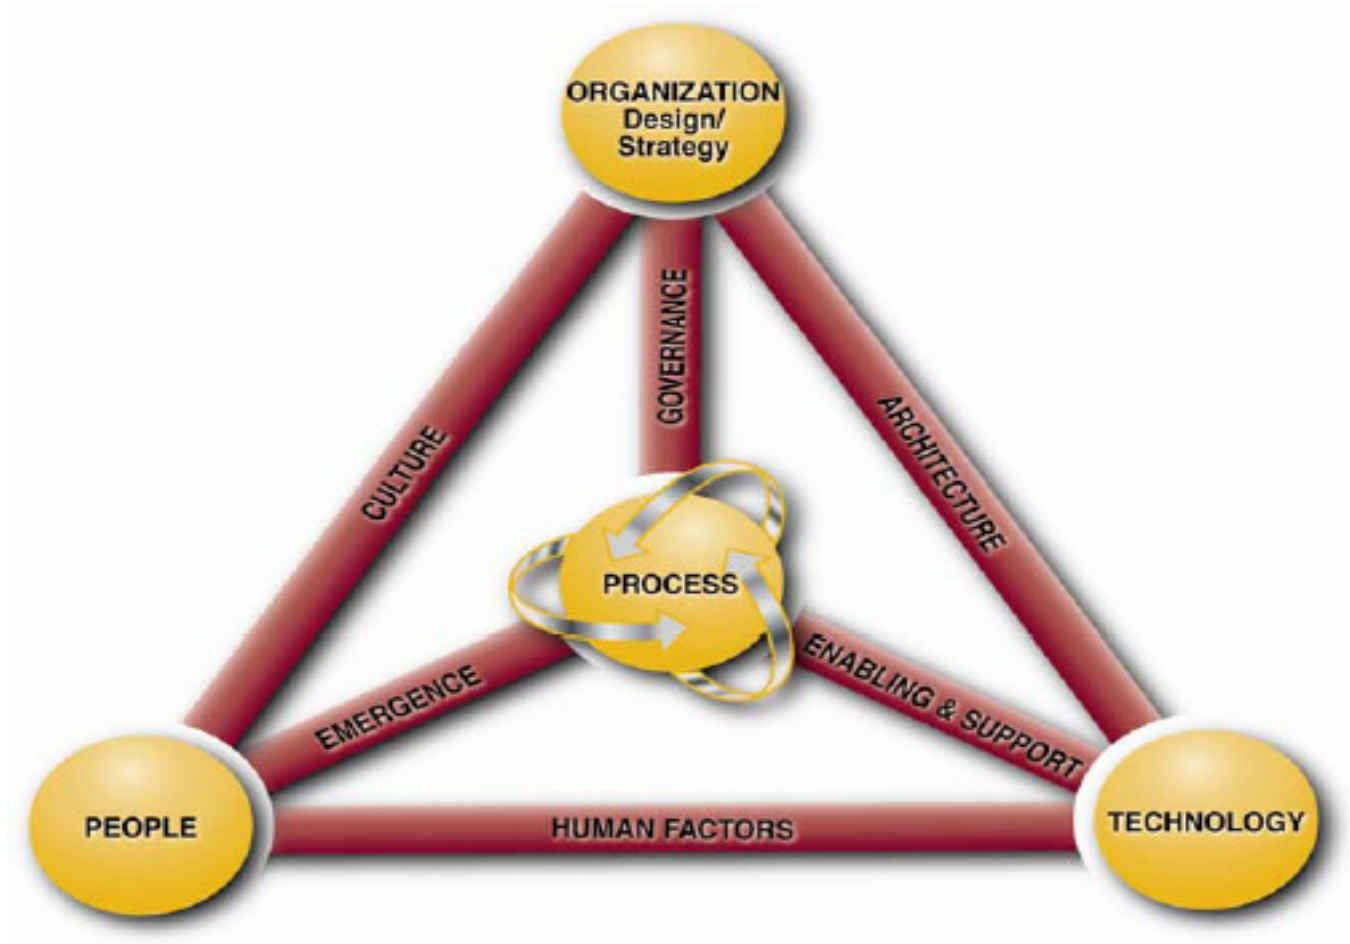 ORGANIZATION
Design/
Strategy
GOVERNANCE
CULTURE
ARCHITECTURE
PROCESS
EMERGENCE
ENABLING & SUPPORT
PEOPLE
HUMAN FACTORS
TECHNOLOGY